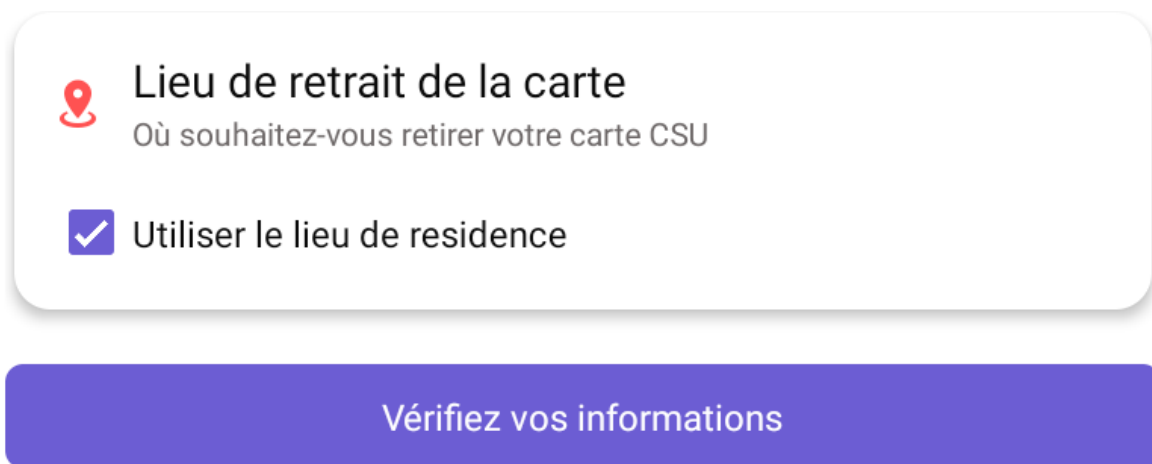 Lieu de retrait de la carte
Où souhaitez-vous retirer votre carte CSU
Utiliser le lieu de residence
Vérifiez vos informations